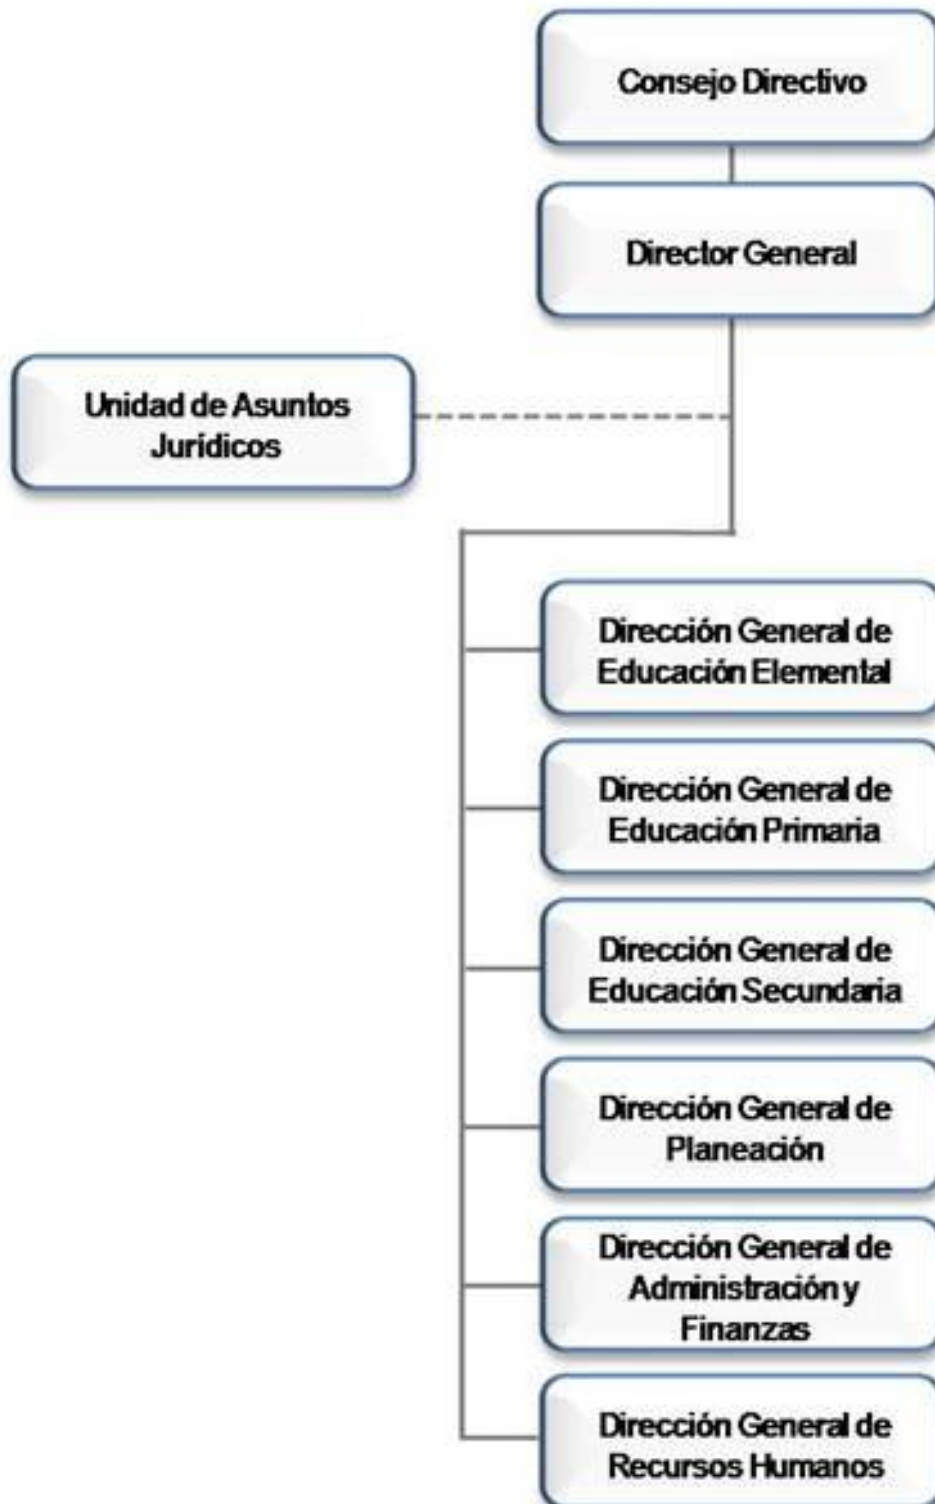 Consejo Directivo
Director General
Unidad de Asuntos
Jurídicos
Dirección General de
Educación Elemental
Dirección General de
Educación Primaria
Dirección General de
Educación Secundaria
Dirección General de
Planeación
Dirección General de
Administración y
Finanzas
Dirección General de
Recursos Humanos